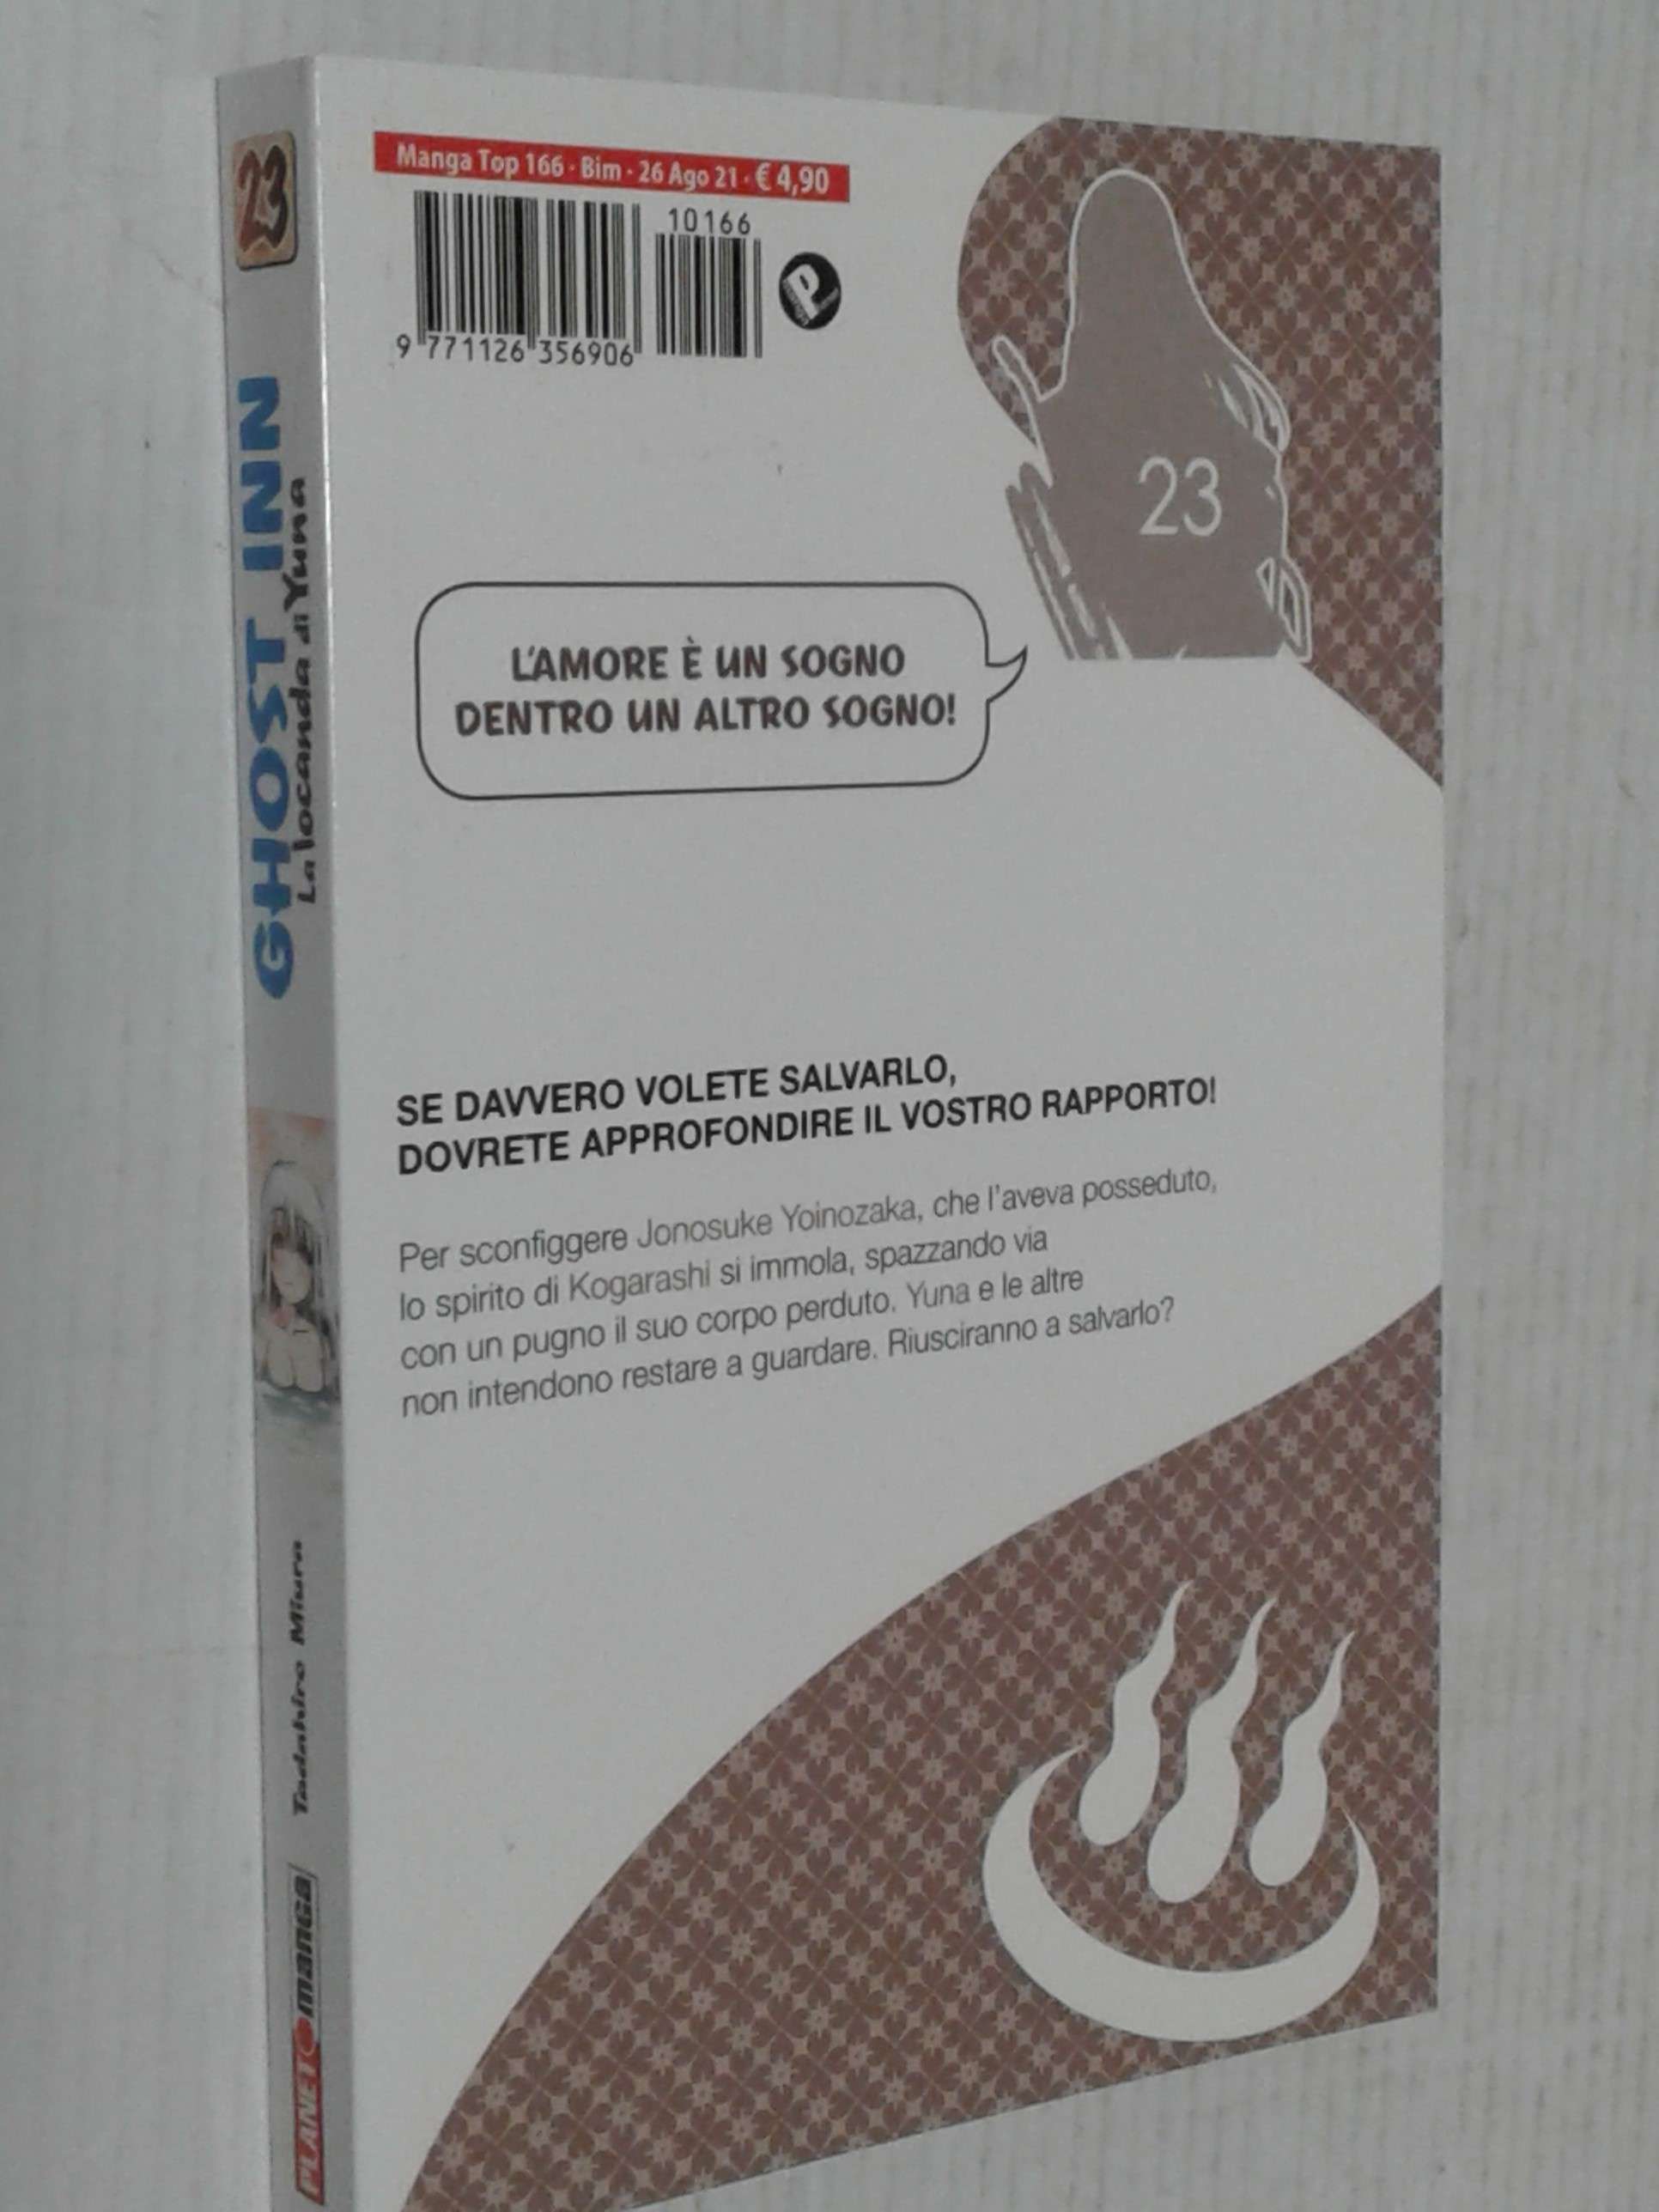 23
GHOST INN
La locanda di Yuna
Tadahiro Miura
PLANET manga
Manga Top 166 · Bim · 26 Ago 21 · € 4,90
10166
9 771126 356906
P
23
L'AMORE È UN SOGNO
DENTRO UN ALTRO SOGNO!
SE DAVVERO VOLETE SALVARLO,
DOVRETE APPROFONDIRE IL VOSTRO RAPPORTO!
Per sconfiggere Jonosuke Yoinozaka, che l'aveva posseduto,
lo spirito di Kogarashi si immola, spazzando via
con un pugno il suo corpo perduto. Yuna e le altre
non intendono restare a guardare. Riusciranno a salvarlo?